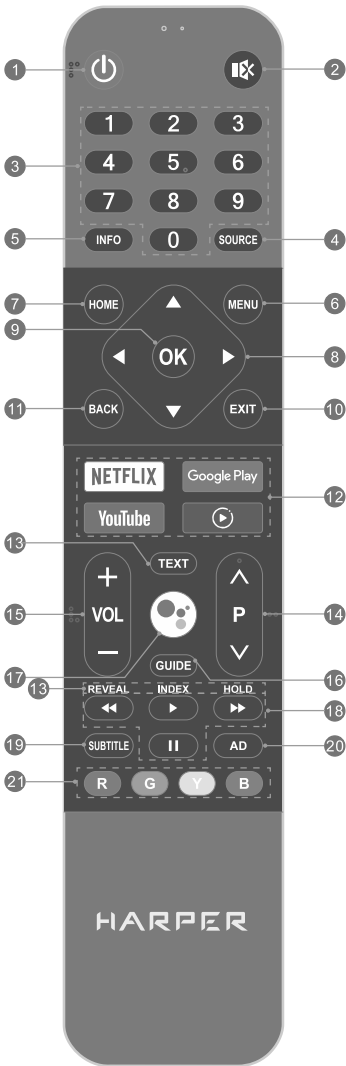 1
2
1 2 3
3
4 5 6
7 8 9
5
INFO
0
SOURCE
4
7
HOME
MENU
6
9
OK
8
11
BACK
EXIT
10
NETFLIX
Google Play
12
YouTube
13
TEXT
+
∧
15
VOL
P
14
−
∨
17
GUIDE
16
13
REVEAL
INDEX
HOLD
18
19
SUBTITLE
AD
20
21
R
G
Y
B
HARPER